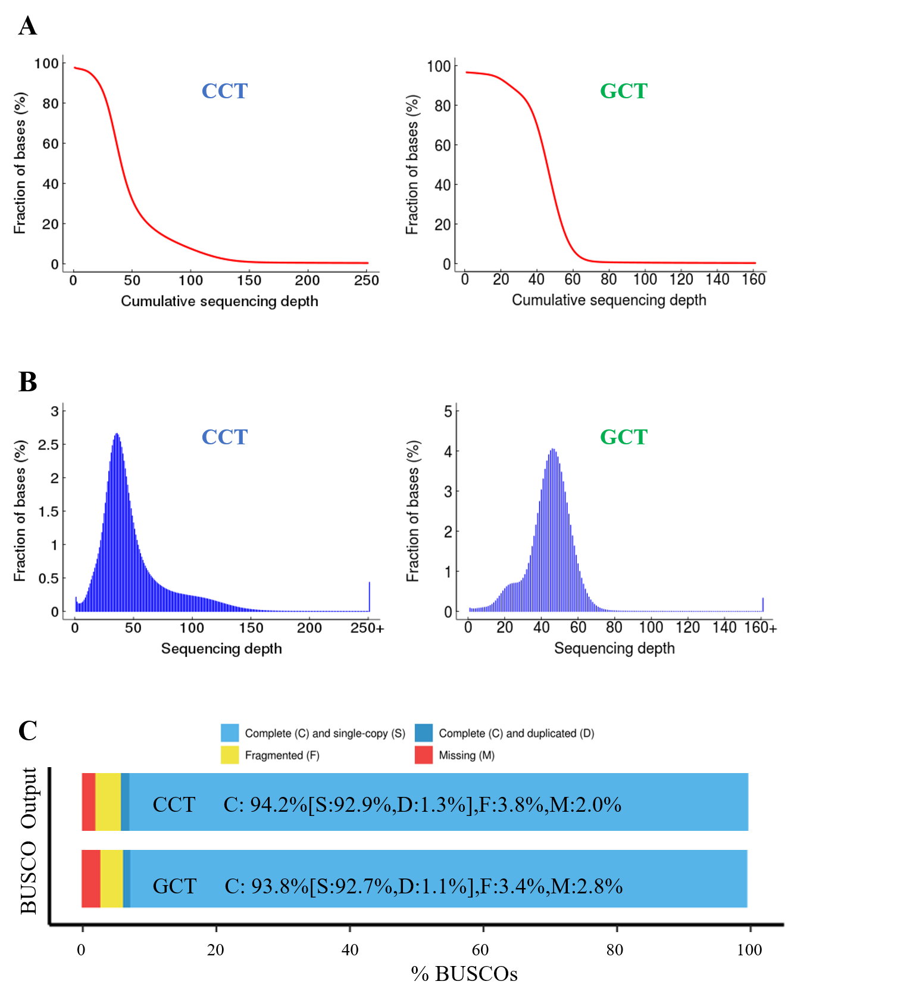 A
CCT
Fraction of bases (%)
100
80
60
40
20
0
0 50 100 150 200 250
Cumulative sequencing depth
GCT
Fraction of bases (%)
100
80
60
40
20
0
0 20 40 60 80 100 120 140 160
Cumulative sequencing depth
B
CCT
Fraction of bases (%)
3
2.5
2
1.5
1
0.5
0
0 50 100 150 200 250+
Sequencing depth
GCT
Fraction of bases (%)
5
4
3
2
1
0
0 20 40 60 80 100 120 140 160+
Sequencing depth
C
Complete (C) and single-copy (S) Complete (C) and duplicated (D)
Fragmented (F) Missing (M)
BUSCO Output
CCT C: 94.2%[S:92.9%,D:1.3%],F:3.8%,M:2.0%
GCT C: 93.8%[S:92.7%,D:1.1%],F:3.4%,M:2.8%
0 20 40 60 80 100
% BUSCOs